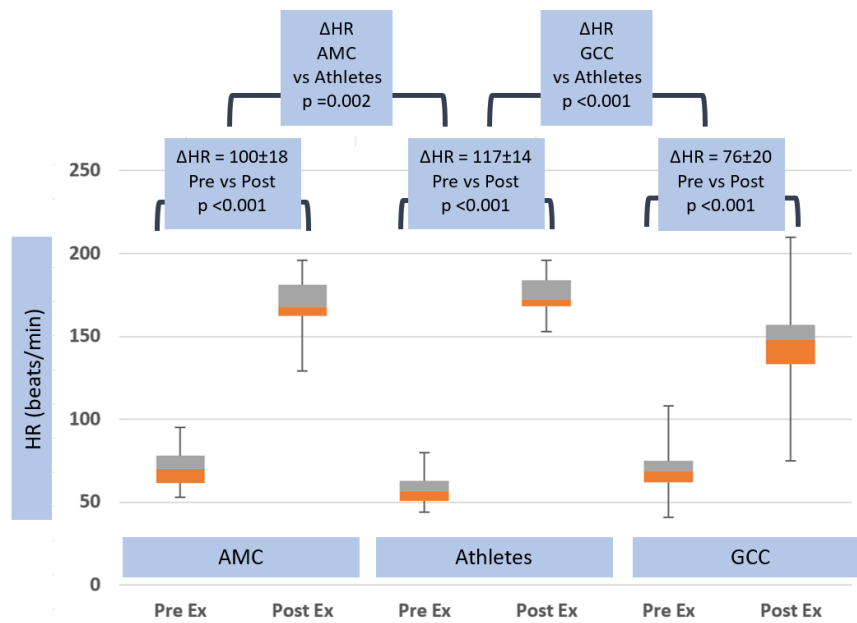 ΔHR
AMC
vs Athletes
p =0.002
ΔHR
GCC
vs Athletes
p <0.001
ΔHR = 100±18
Pre vs Post
p <0.001
ΔHR = 117±14
Pre vs Post
p <0.001
ΔHR = 76±20
Pre vs Post
p <0.001
HR (beats/min)
250
200
150
100
50
0
AMC
Athletes
GCC
Pre Ex
Post Ex
Pre Ex
Post Ex
Pre Ex
Post Ex